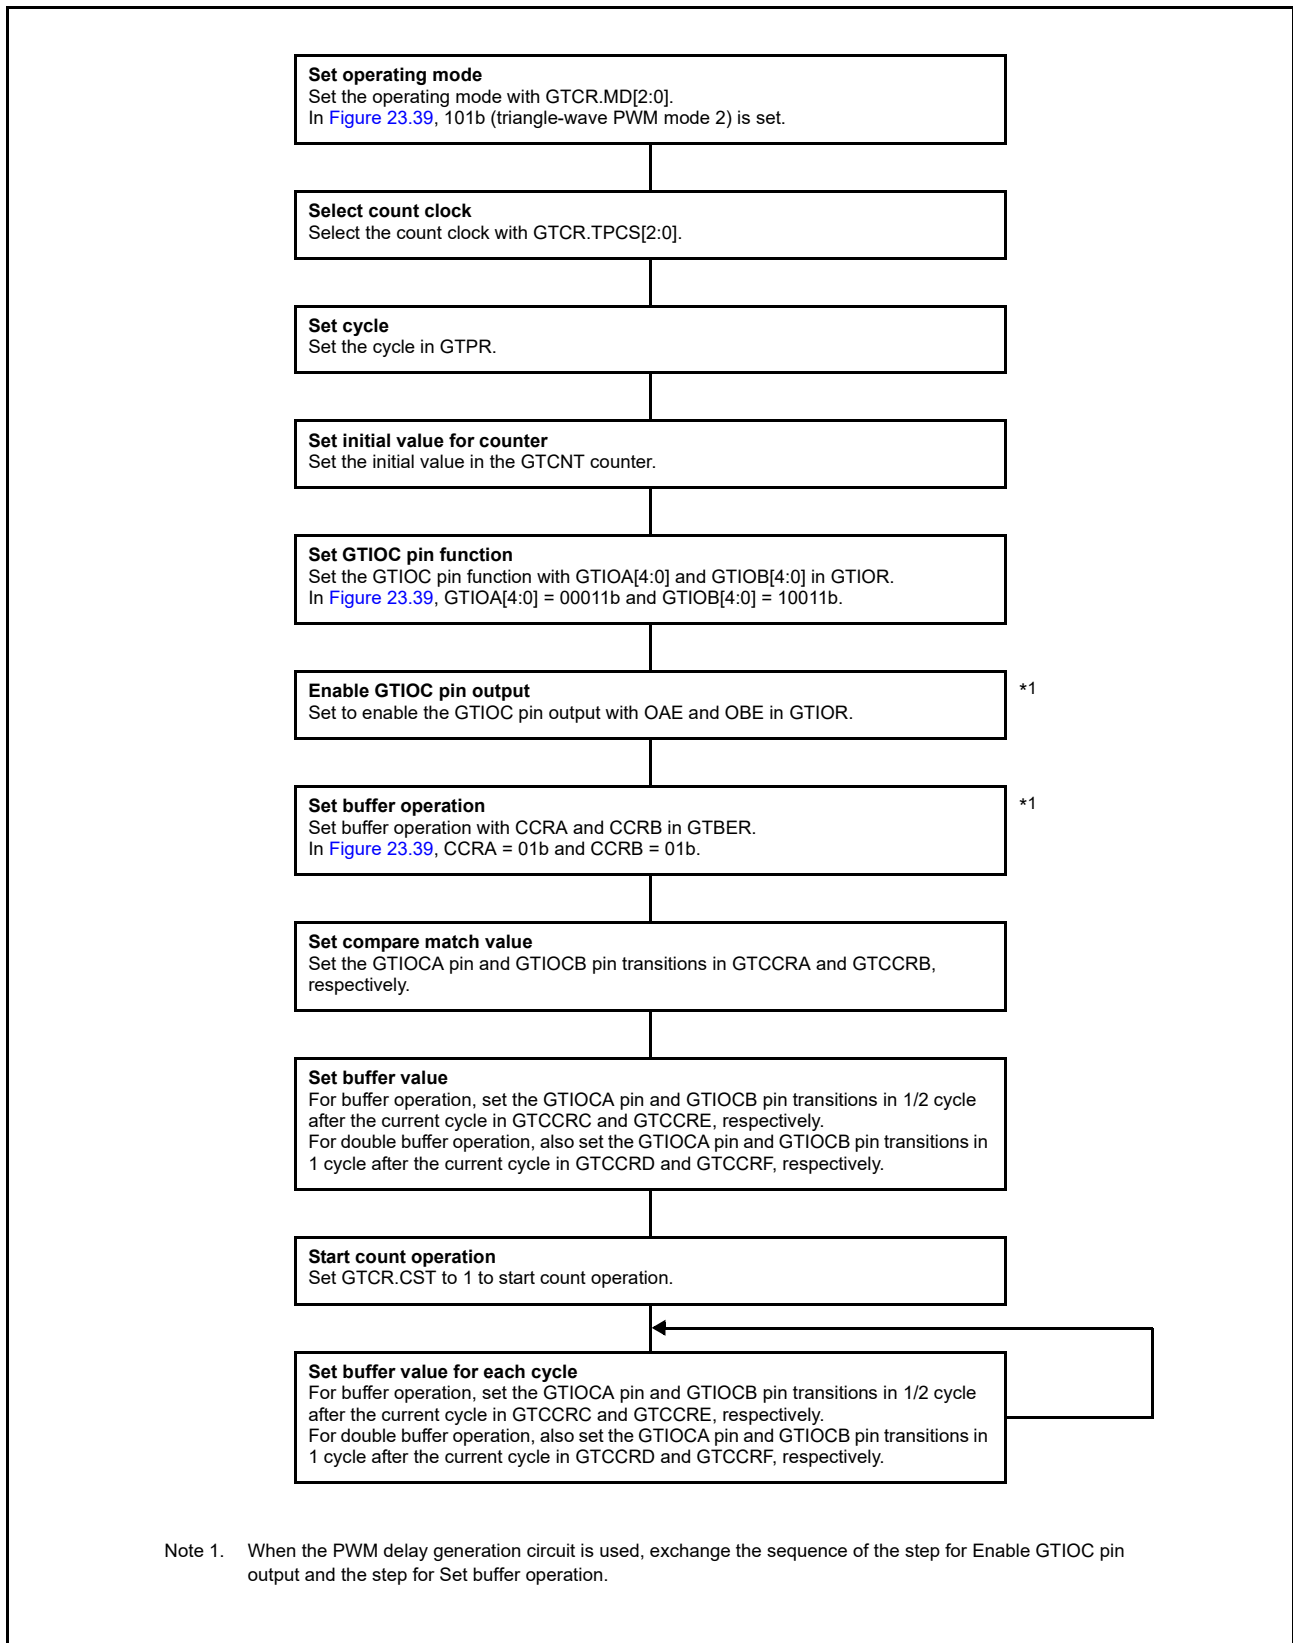 Set operating mode
Set the operating mode with GTCR.MD[2:0].
In Figure 23.39, 101b (triangle-wave PWM mode 2) is set.
Select count clock
Select the count clock with GTCR.TPCS[2:0].
Set cycle
Set the cycle in GTPR.
Set initial value for counter
Set the initial value in the GTCNT counter.
Set GTIOC pin function
Set the GTIOC pin function with GTIOA[4:0] and GTIOB[4:0] in GTIOR.
In Figure 23.39, GTIOA[4:0] = 00011b and GTIOB[4:0] = 10011b.
Enable GTIOC pin output
Set to enable the GTIOC pin output with OAE and OBE in GTIOR.
*1
Set buffer operation
Set buffer operation with CCRA and CCRB in GTBER.
In Figure 23.39, CCRA = 01b and CCRB = 01b.
*1
Set compare match value
Set the GTIOCA pin and GTIOCB pin transitions in GTCCRA and GTCCRB,
respectively.
Set buffer value
For buffer operation, set the GTIOCA pin and GTIOCB pin transitions in 1/2 cycle
after the current cycle in GTCCRC and GTCCRE, respectively.
For double buffer operation, also set the GTIOCA pin and GTIOCB pin transitions in
1 cycle after the current cycle in GTCCRD and GTCCRF, respectively.
Start count operation
Set GTCR.CST to 1 to start count operation.
Set buffer value for each cycle
For buffer operation, set the GTIOCA pin and GTIOCB pin transitions in 1/2 cycle
after the current cycle in GTCCRC and GTCCRE, respectively.
For double buffer operation, also set the GTIOCA pin and GTIOCB pin transitions in
1 cycle after the current cycle in GTCCRD and GTCCRF, respectively.
Note 1. When the PWM delay generation circuit is used, exchange the sequence of the step for Enable GTIOC pin
output and the step for Set buffer operation.